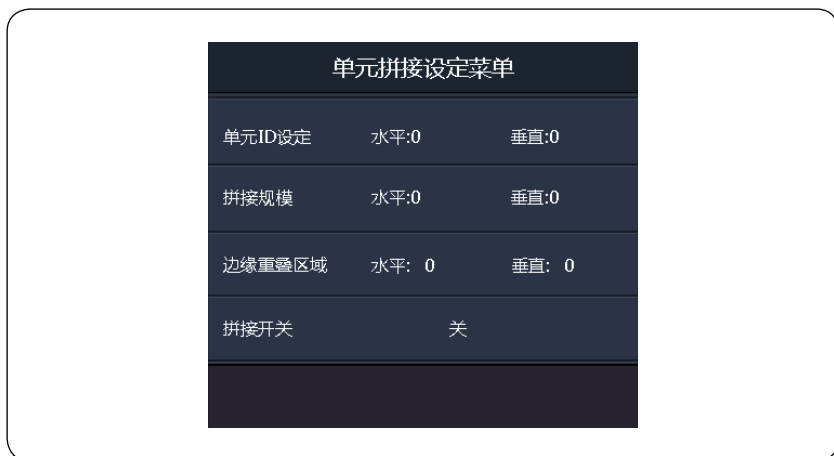 单元拼接设定菜单
单元ID设定 水平:0 垂直:0
拼接规模 水平:0 垂直:0
边缘重叠区域 水平: 0 垂直: 0
拼接开关 关